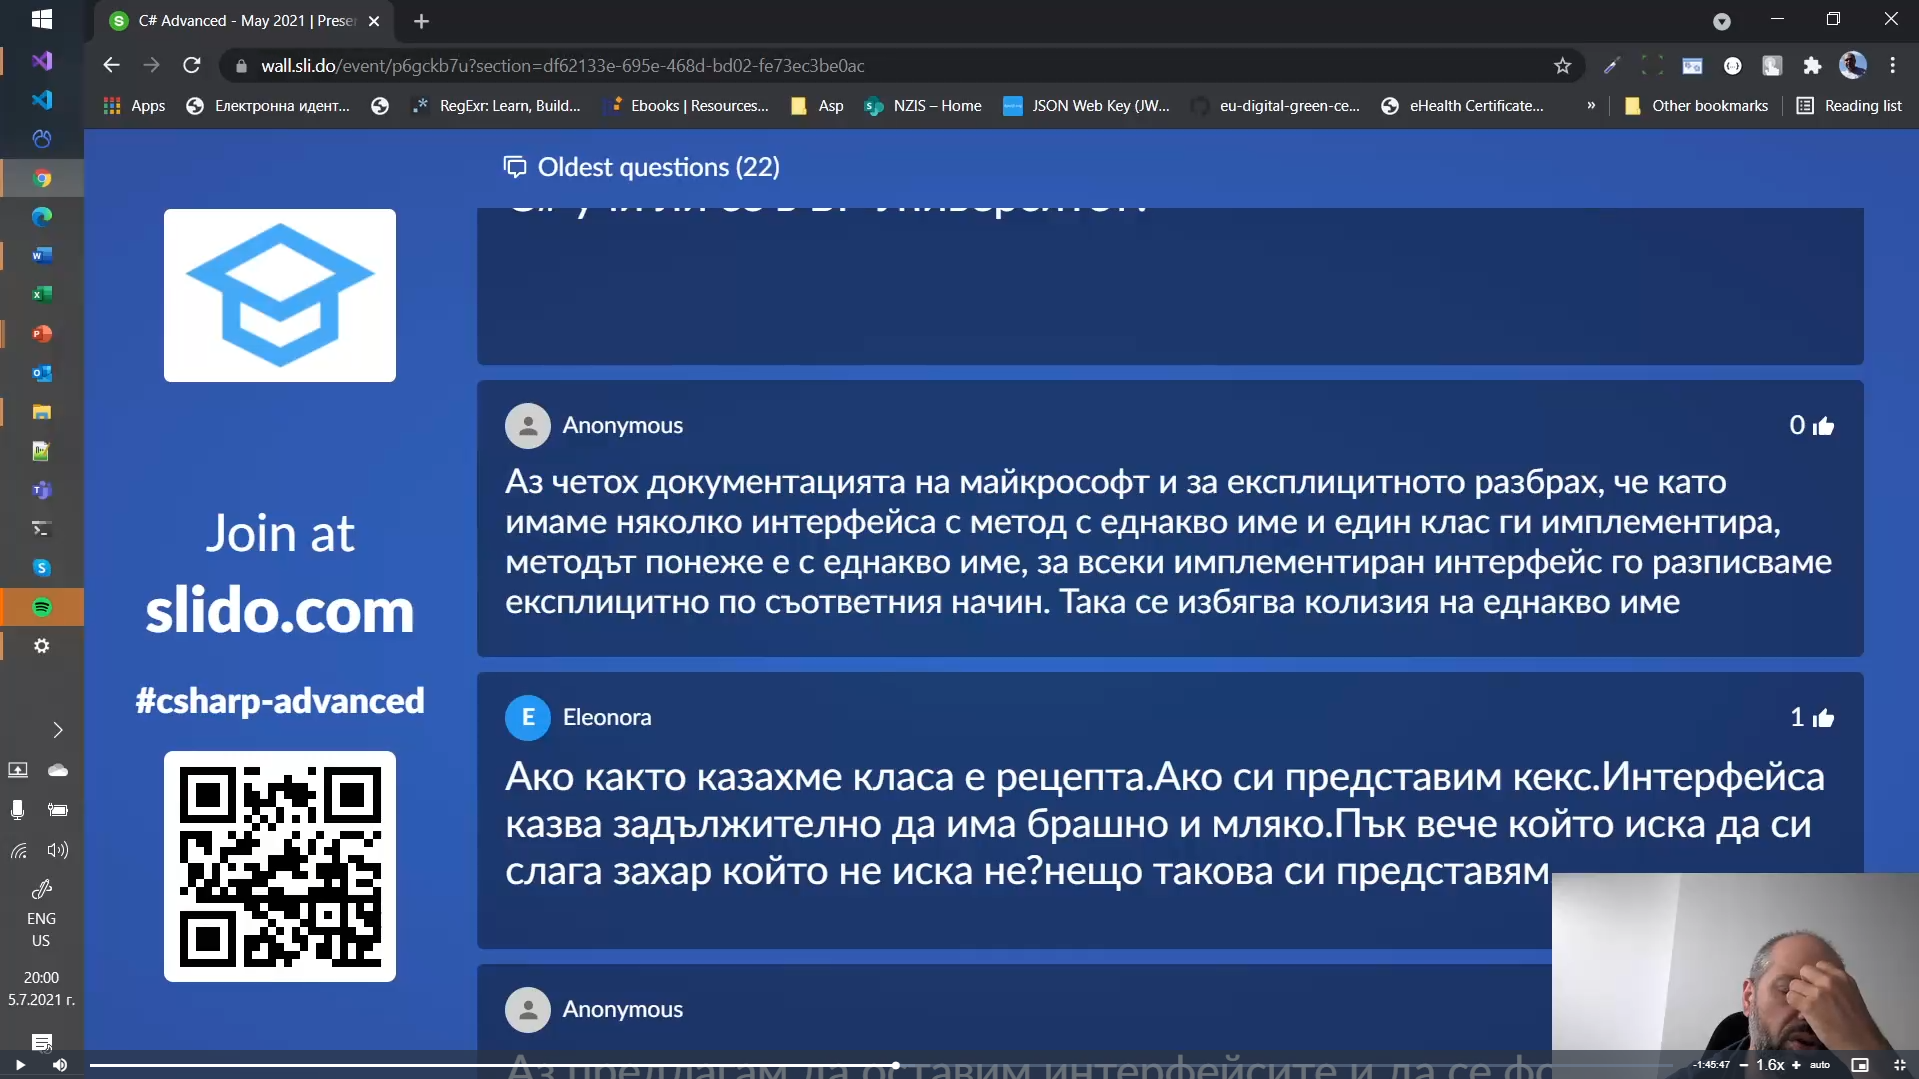 C# Advanced - May 2021 | Prese
wall.sli.do/event/p6gckb7u?section=df62133e-695e-468d-bd02-fe73ec3be0ac
Apps
Електронна идент...
RegExr: Learn, Build...
Ebooks | Resources...
Asp
NZIS – Home
JSON Web Key (JW...
eu-digital-green-ce...
eHealth Certificate...
»
Other bookmarks
Reading list
Oldest questions (22)
Anonymous
0
Аз четох документацията на майкрософт и за експлицитното разбрах, че като
имаме няколко интерфейса с метод с еднакво име и един клас ги имплементира,
методът понеже е с еднакво име, за всеки имплементиран интерфейс го разписваме
експлицитно по съответния начин. Така се избягва колизия на еднакво име
E
Eleonora
1
Ако както казахме класа е рецепта.Ако си представим кекс.Интерфейса
казва задължително да има брашно и мляко.Пък вече който иска да си
слага захар който не иска не?нещо такова си представям
Anonymous
Аз предлагам да оставим интерфейсите и да се фо
Join at
slido.com
#csharp-advanced
ENG
US
20:00
5.7.2021 г.
-1:45:47
1.6x
auto